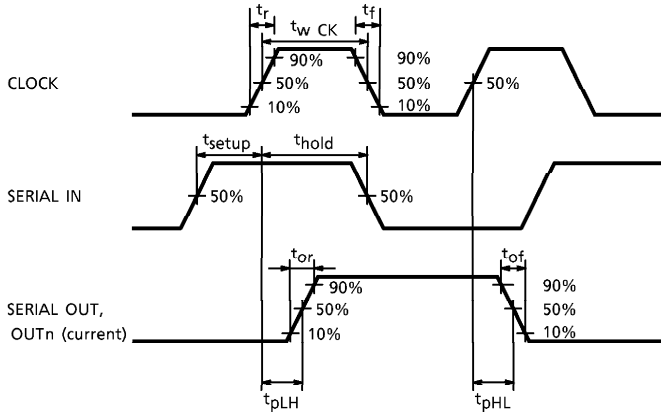 tr tf
tw CK
90% 90%
CLOCK 50% 50% 50%
10% 10%
tsetup thold
SERIAL IN 50% 50%
tor tof
90% 90%
SERIAL OUT, 50% 50%
OUTn (current) 10% 10%
tpLH tpHL